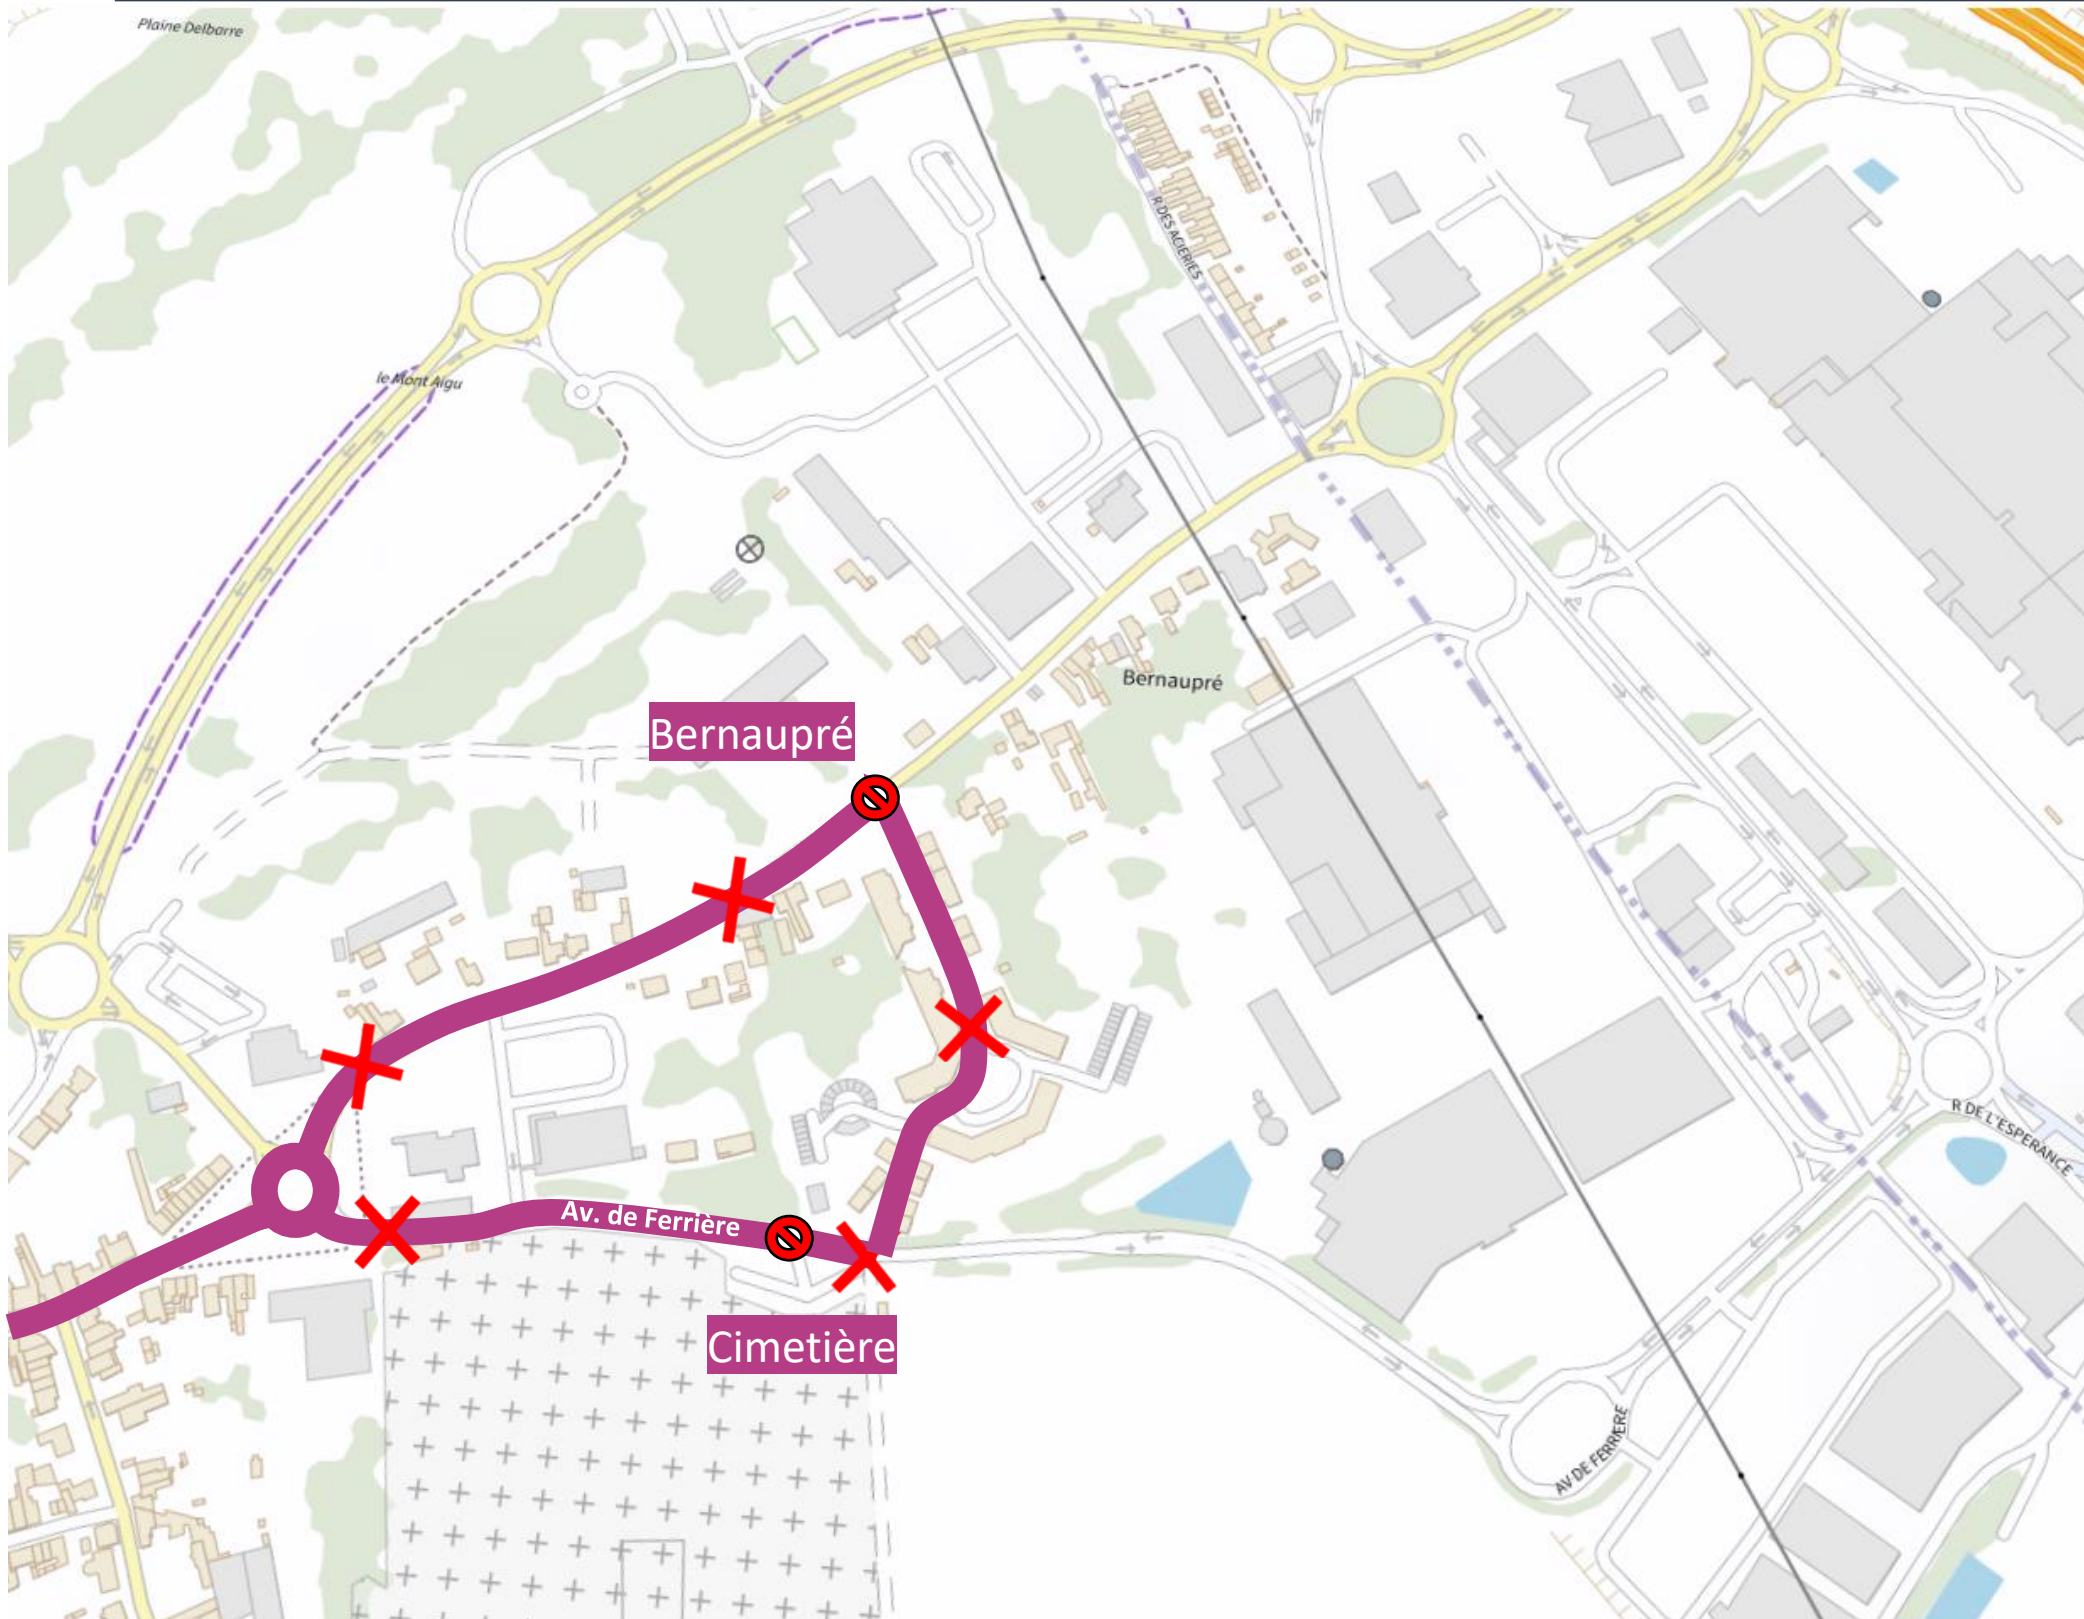 Plaine Delbarre
R DES ACIERIES
le Mont Aigu
Bernaupré
Bernaupré
Av. de Ferrière
R DE L'ESPERANCE
Cimetière
AV DE FERRIERE